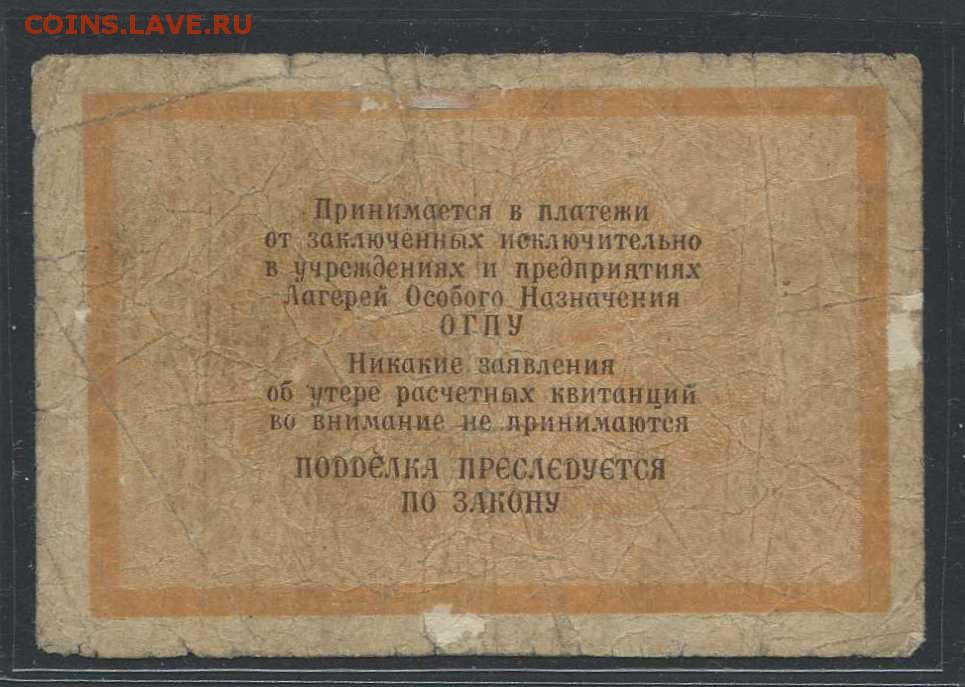 COINS.LAVE.RU
Принимается в платежи
от заключенных исключительно
в учреждениях и предприятиях
Лагерей Особого Назначения
ОГПУ
Никакие заявления
об утере расчетных квитанций
во внимание не принимаются
ПОДДЕЛКА ПРЕСЛЕДУЕТСЯ
ПО ЗАКОНУ